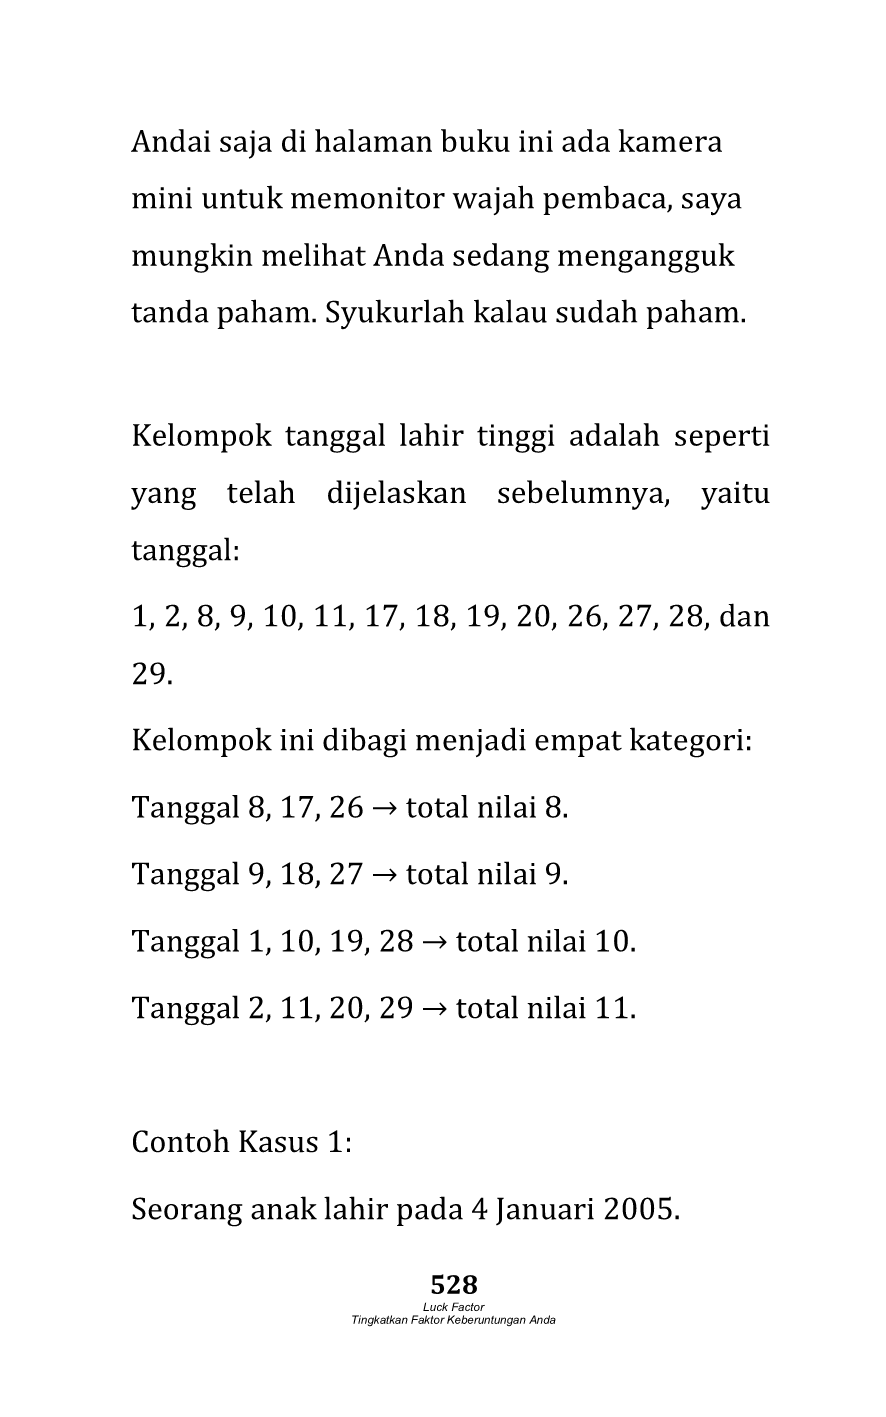 Andai saja di halaman buku ini ada kamera
mini untuk memonitor wajah pembaca, saya
mungkin melihat Anda sedang mengangguk
tanda paham. Syukurlah kalau sudah paham.
Kelompok tanggal lahir tinggi adalah seperti
yang telah dijelaskan sebelumnya, yaitu
tanggal:
1, 2, 8, 9, 10, 11, 17, 18, 19, 20, 26, 27, 28, dan
29.
Kelompok ini dibagi menjadi empat kategori:
Tanggal 8, 17, 26 → total nilai 8.
Tanggal 9, 18, 27 → total nilai 9.
Tanggal 1, 10, 19, 28 → total nilai 10.
Tanggal 2, 11, 20, 29 → total nilai 11.
Contoh Kasus 1:
Seorang anak lahir pada 4 Januari 2005.
528
Luck Factor
Tingkatkan Faktor Keberuntungan Anda